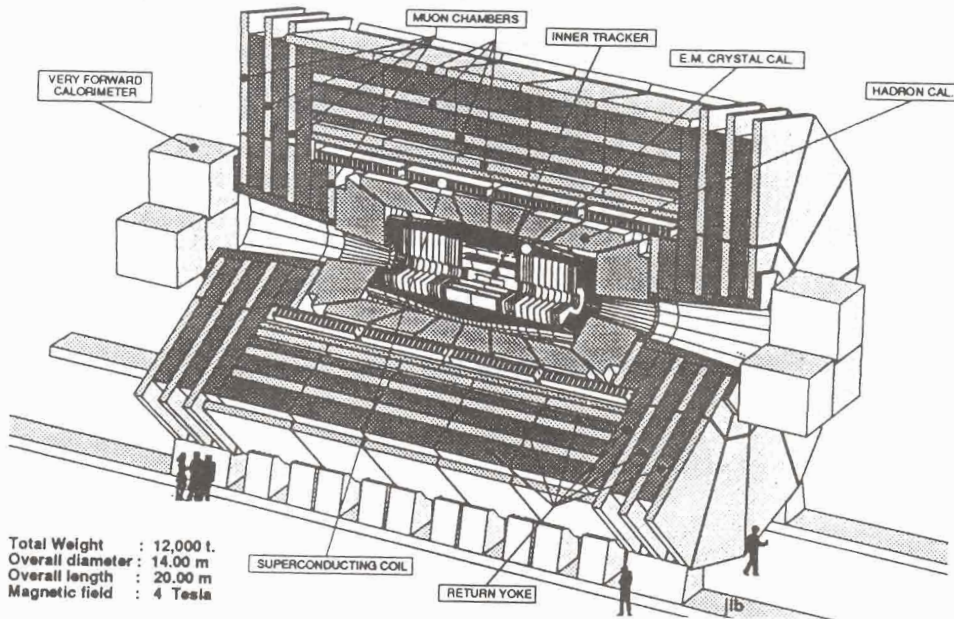 MUON CHAMBERS
INNER TRACKER
E.M. CRYSTAL CAL.
VERY FORWARD
CALORIMETER
HADRON CAL.
Total Weight : 12,000 t.
Overall diameter : 14.00 m
Overall length : 20.00 m
Magnetic field : 4 Tesla
SUPERCONDUCTING COIL
RETURN YOKE
jlb